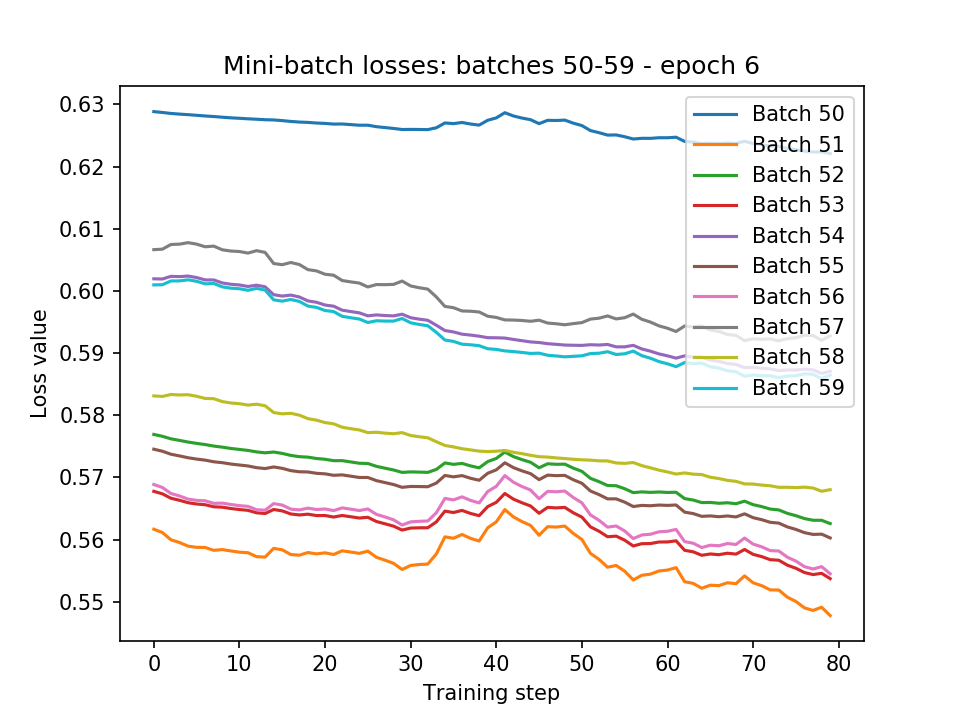 Mini-batch losses: batches 50-59 - epoch 6
Loss value
0.63
0.62
0.61
0.60
0.59
0.58
0.57
0.56
0.55
Batch 50
Batch 51
Batch 52
Batch 53
Batch 54
Batch 55
Batch 56
Batch 57
Batch 58
Batch 59
0 10 20 30 40 50 60 70 80
Training step